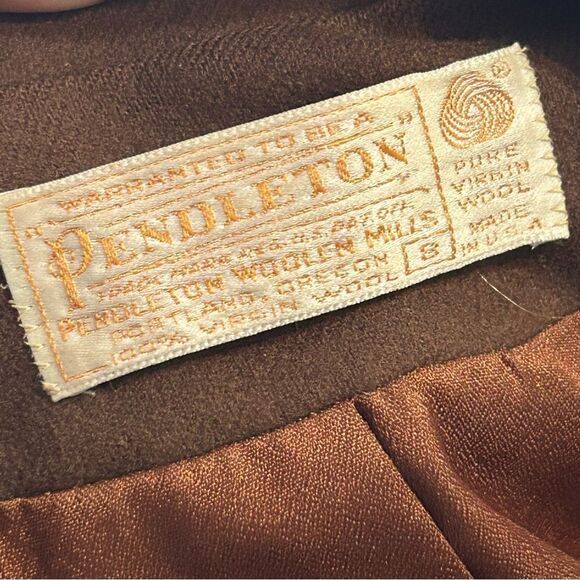 "WARRANTED TO BE A"
PENDLETON
TRADE MARK REG. U.S. PAT. OFF.
PENDLETON WOOLEN MILLS
PORTLAND, OREGON
100% VIRGIN WOOL
8
®
PURE
VIRGIN
WOOL
MADE
IN U.S.A.